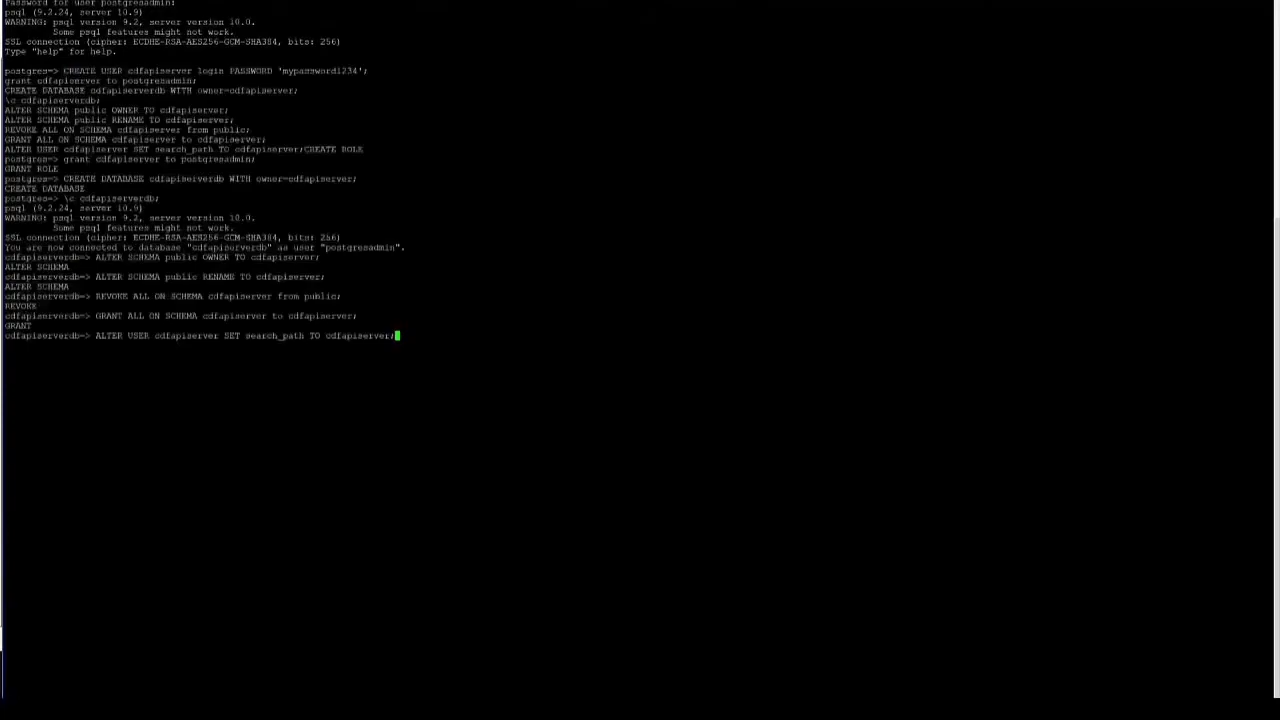 Password for user postgresadmin:
psql (9.2.24, server 10.9)
WARNING: psql version 9.2, server version 10.0.
Some psql features might not work.
SSL connection (cipher: ECDHE-RSA-AES256-GCM-SHA384, bits: 256)
Type "help" for help.
postgres=> CREATE USER cdfapiserver login PASSWORD 'mypassword1234';
grant cdfapiserver to postgresadmin;
CREATE DATABASE cdfapiserverdb WITH owner=cdfapiserver;
\c cdfapiserverdb;
ALTER SCHEMA public OWNER TO cdfapiserver;
ALTER SCHEMA public RENAME TO cdfapiserver;
REVOKE ALL ON SCHEMA cdfapiserver from public;
GRANT ALL ON SCHEMA cdfapiserver to cdfapiserver;
ALTER USER cdfapiserver SET search_path TO cdfapiserver;CREATE ROLE
postgres=> grant cdfapiserver to postgresadmin;
GRANT ROLE
postgres=> CREATE DATABASE cdfapiserverdb WITH owner=cdfapiserver;
CREATE DATABASE
postgres=> \c cdfapiserverdb;
psql (9.2.24, server 10.9)
WARNING: psql version 9.2, server version 10.0.
Some psql features might not work.
SSL connection (cipher: ECDHE-RSA-AES256-GCM-SHA384, bits: 256)
You are now connected to database "cdfapiserverdb" as user "postgresadmin".
cdfapiserverdb=> ALTER SCHEMA public OWNER TO cdfapiserver;
ALTER SCHEMA
cdfapiserverdb=> ALTER SCHEMA public RENAME TO cdfapiserver;
ALTER SCHEMA
cdfapiserverdb=> REVOKE ALL ON SCHEMA cdfapiserver from public;
REVOKE
cdfapiserverdb=> GRANT ALL ON SCHEMA cdfapiserver to cdfapiserver;
GRANT
cdfapiserverdb=> ALTER USER cdfapiserver SET search_path TO cdfapiserver;